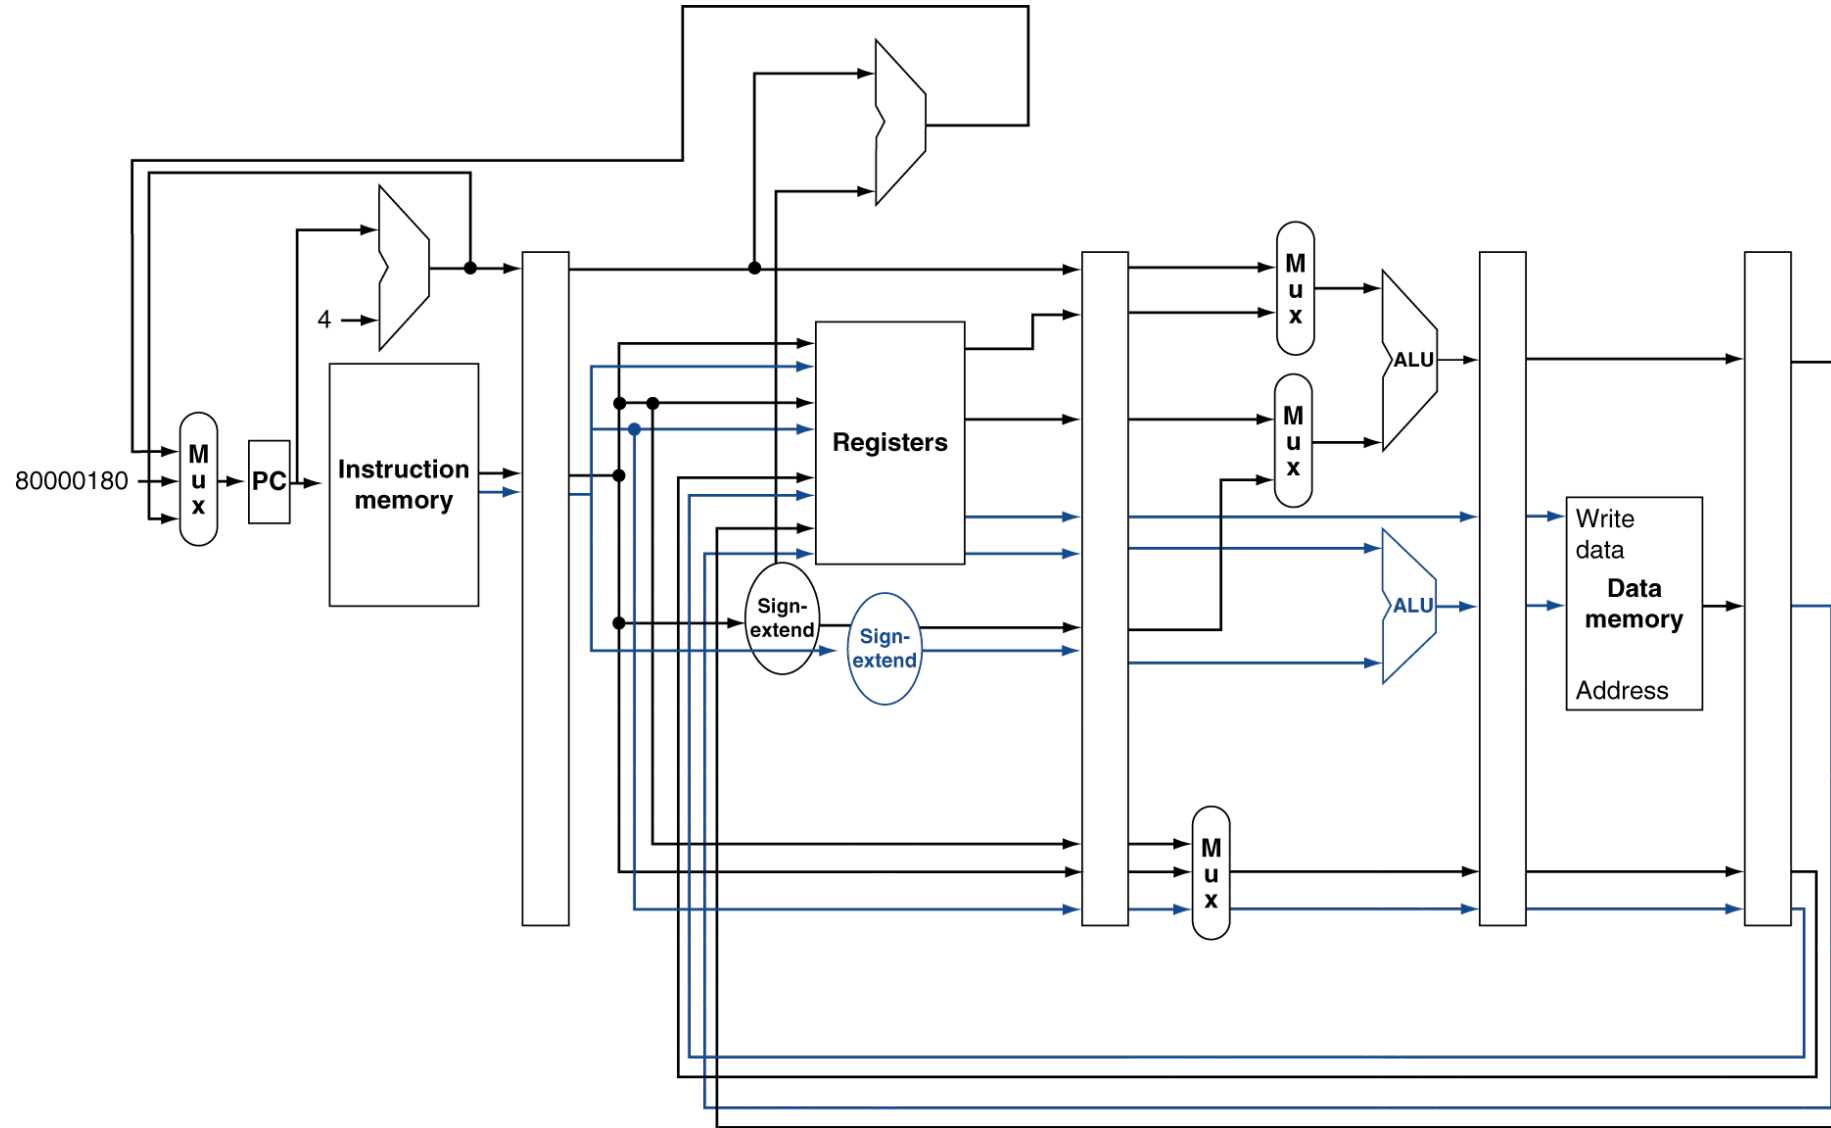 4
80000180
M
u
x
PC
Instruction
memory
Registers
Sign-
extend
Sign-
extend
M
u
x
M
u
x
ALU
ALU
M
u
x
Write
data
Data
memory
Address